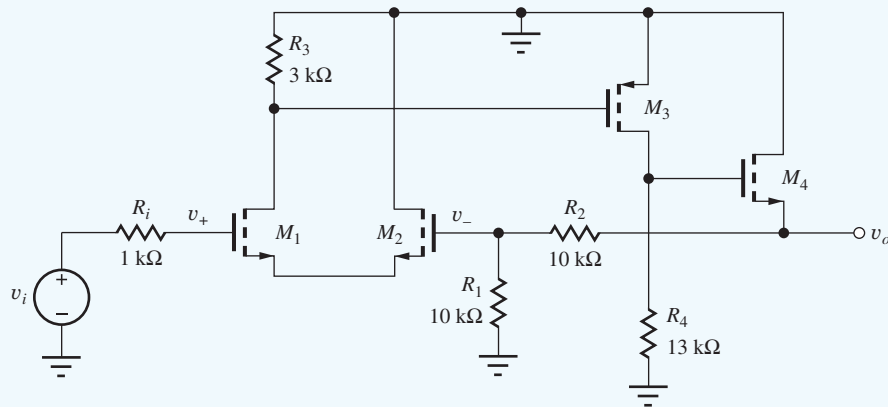 R3
3 kΩ
M3
M4
Ri
1 kΩ
v+
M1
M2
v−
R2
10 kΩ
vo
vi
+
−
R1
10 kΩ
R4
13 kΩ